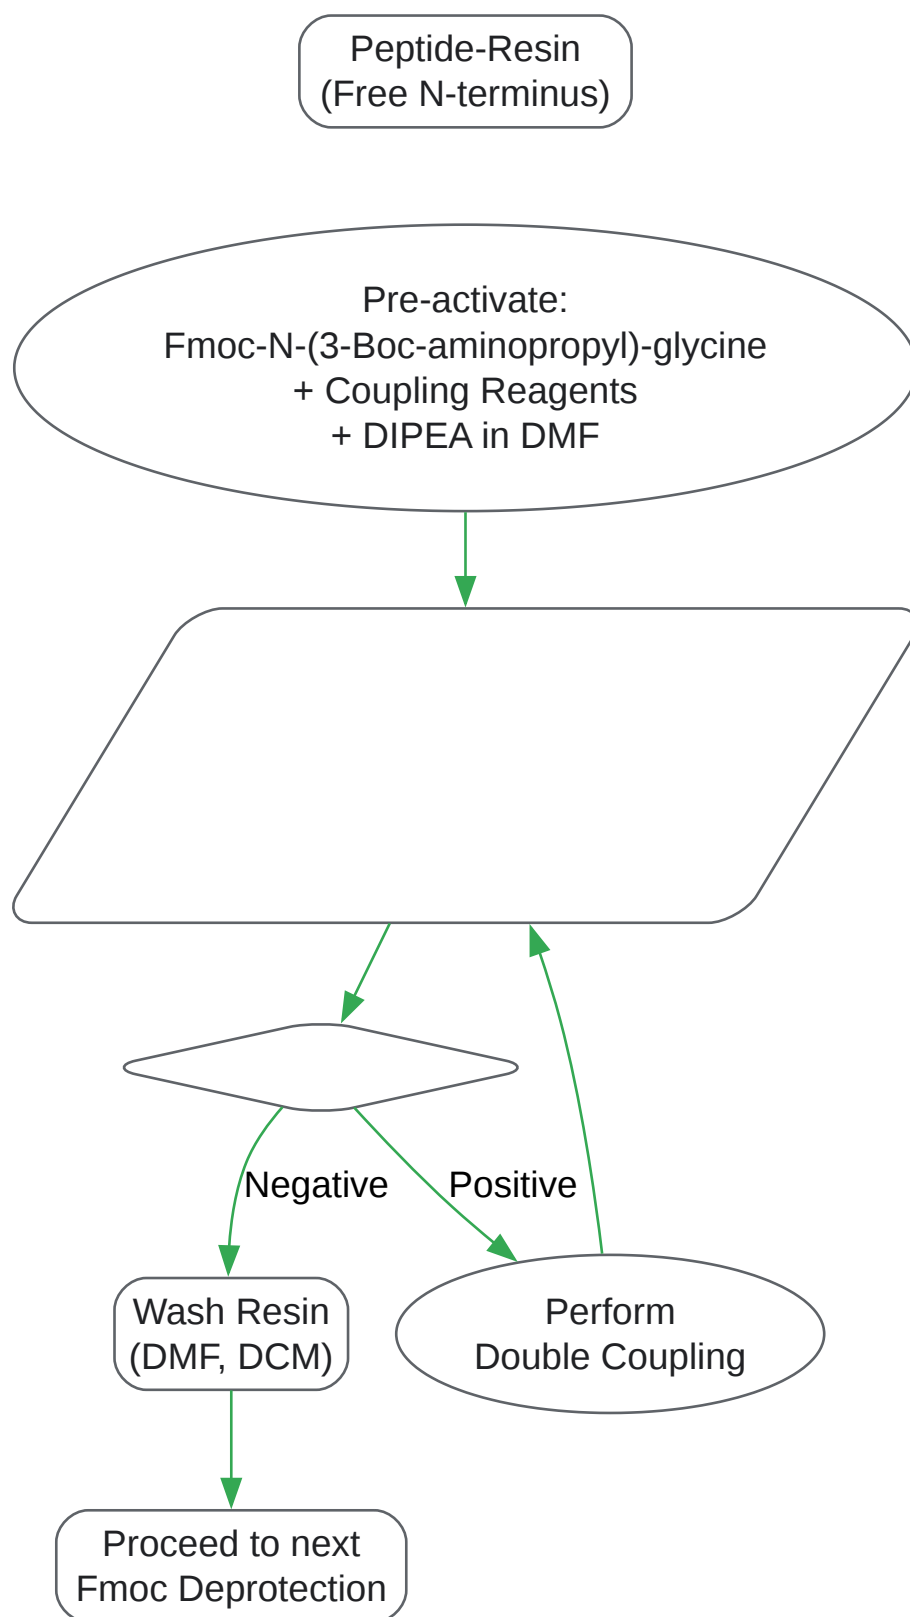 Peptide-Resin
(Free N-terminus)
Pre-activate:
Fmoc-N-(3-Boc-aminopropyl)-glycine
+ Coupling Reagents
+ DIPEA in DMF
Negative
Positive
Wash Resin
(DMF, DCM)
Perform
Double Coupling
Proceed to next
Fmoc Deprotection